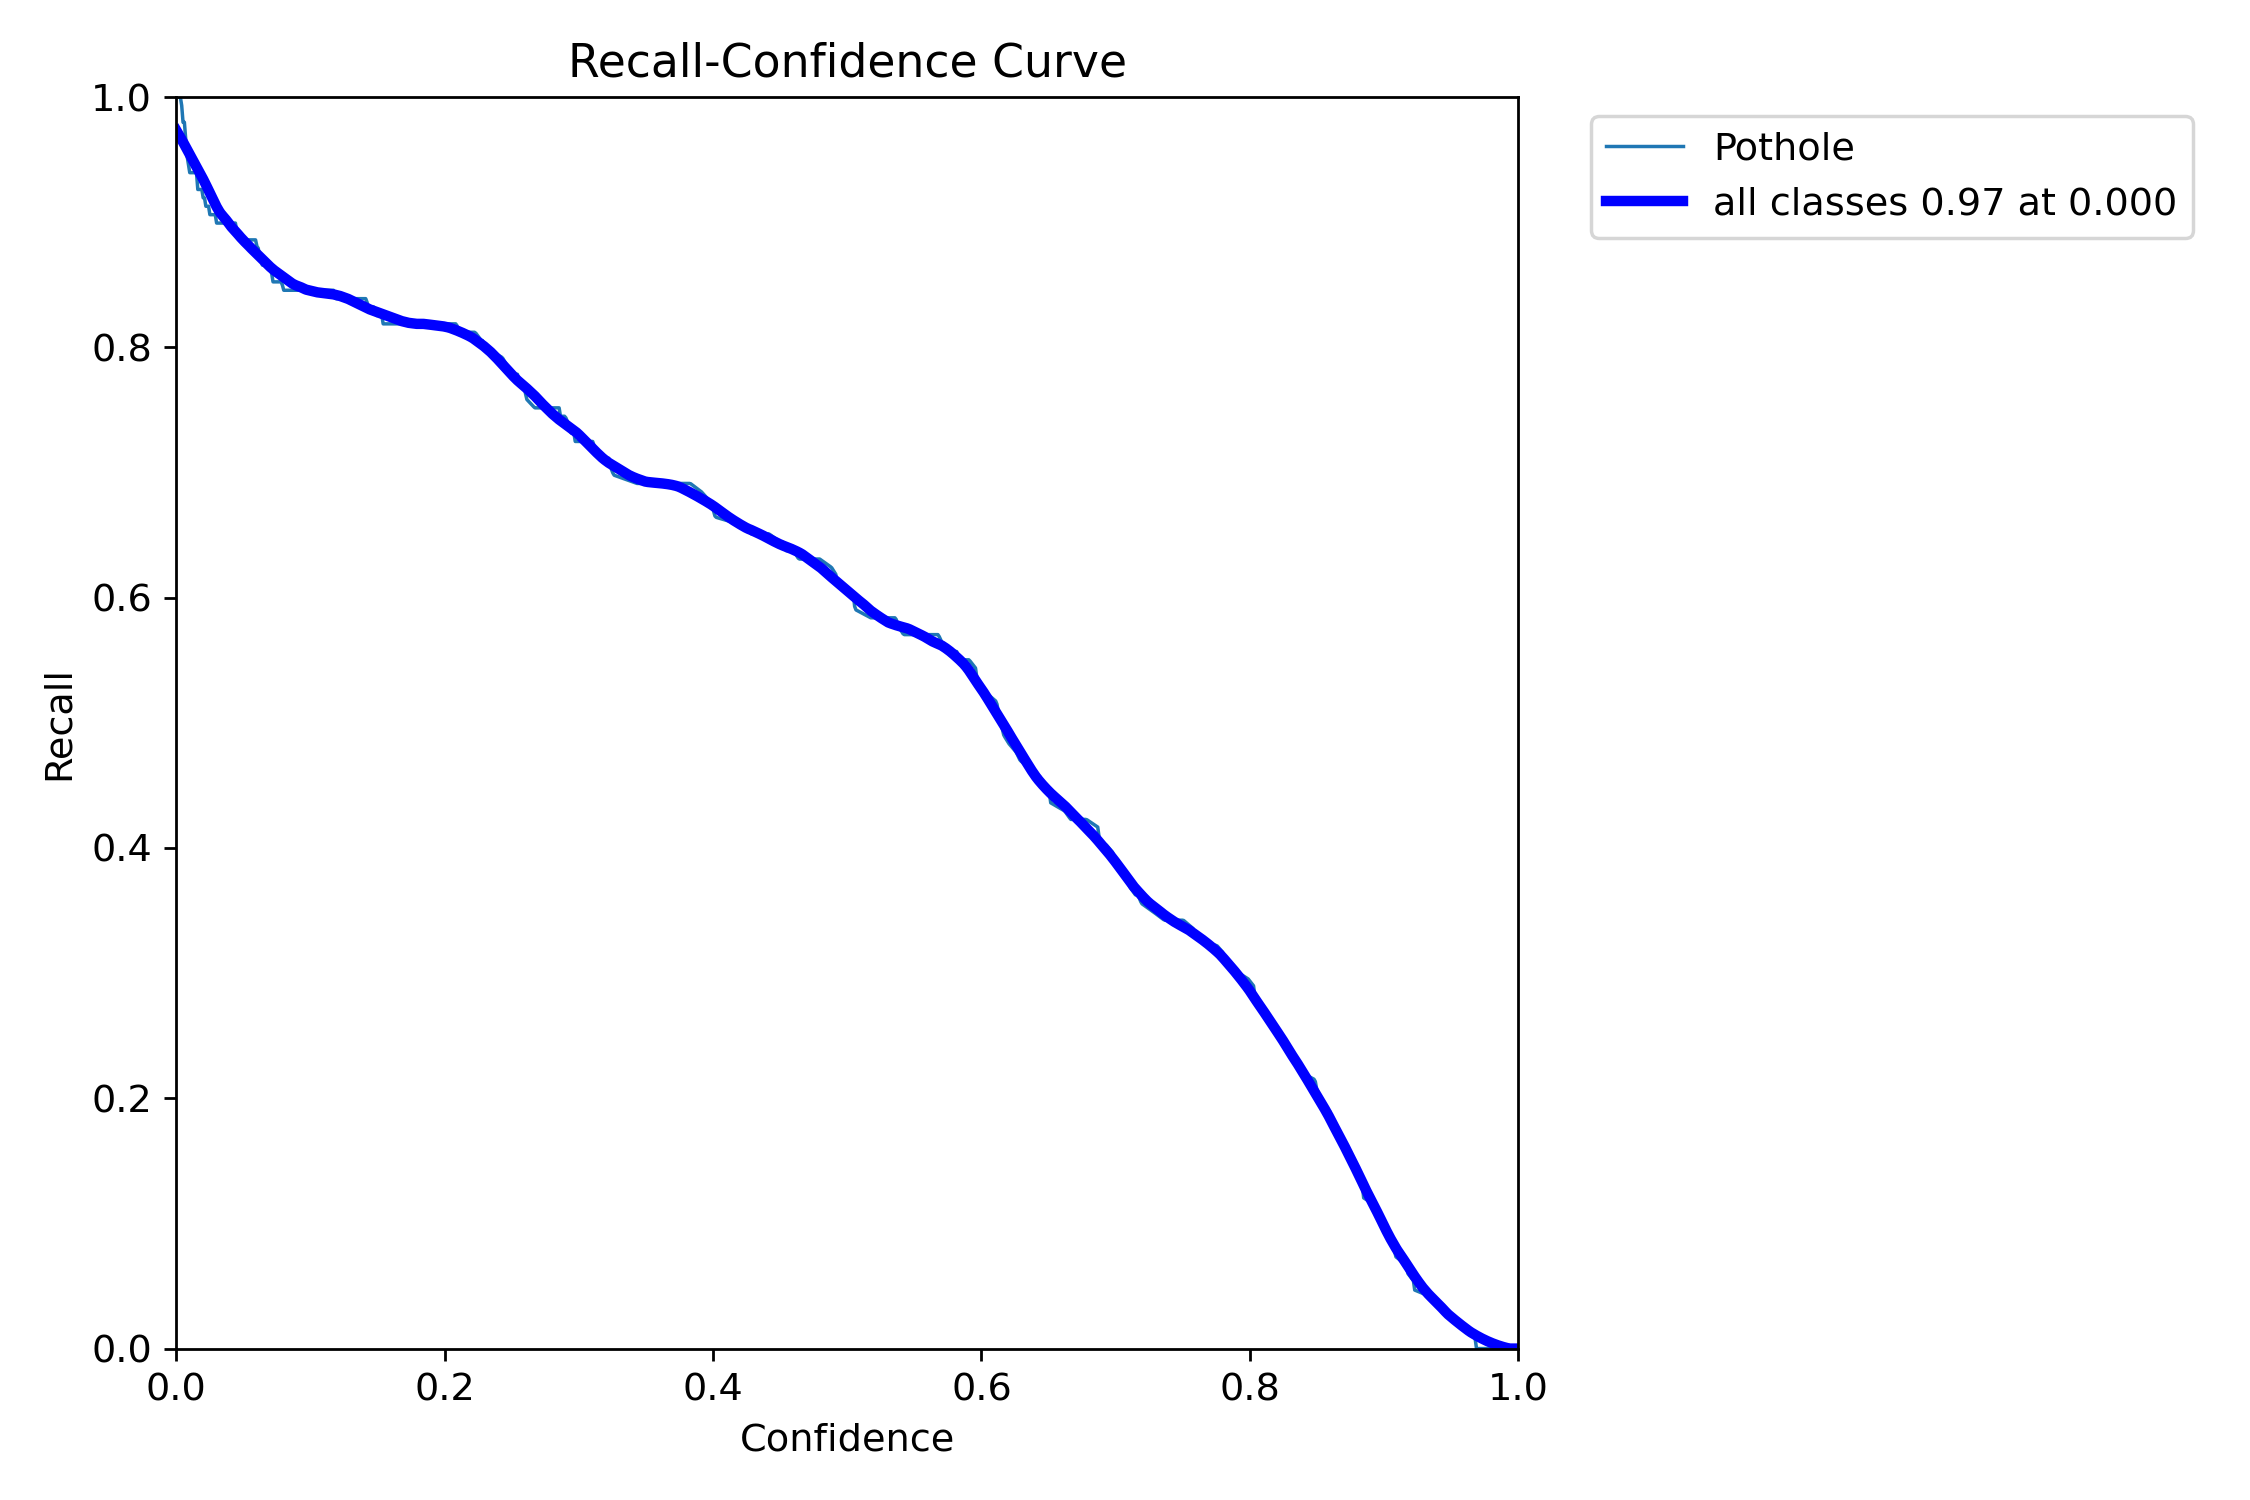 Recall-Confidence Curve
Pothole
all classes 0.97 at 0.000
1.0
0.8
0.6
0.4
0.2
0.0
Recall
0.0 0.2 0.4 0.6 0.8 1.0
Confidence